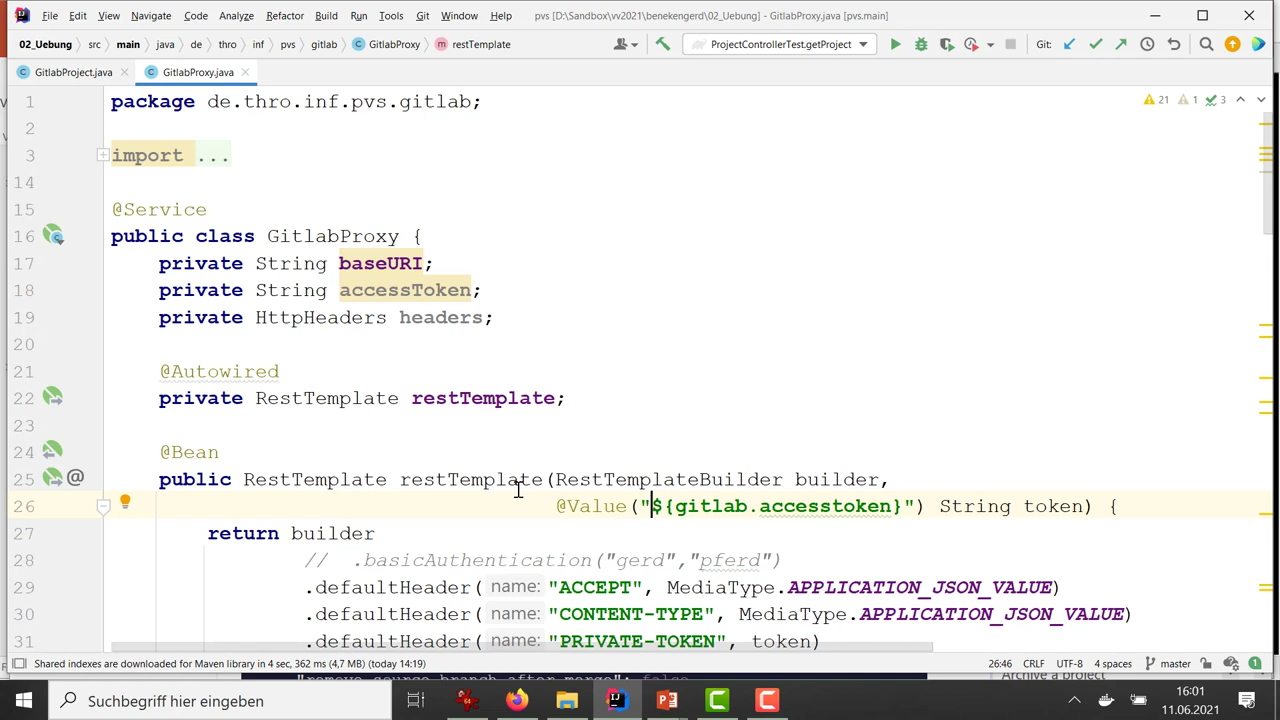 File Edit View Navigate Code Analyze Refactor Build Run Tools Git Window Help pvs [D:\Sandbox\vv2021\benekengerd\02_Uebung] - GitlabProxy.java [pvs.main]
02_Uebung src main java de thro inf pvs gitlab GitlabProxy restTemplate ProjectControllerTest.getProject Git:
GitlabProject.java GitlabProxy.java
1 package de.thro.inf.pvs.gitlab; 21 1 3
2
3 import ...
14
15 @Service
16 public class GitlabProxy {
17 private String baseURI;
18 private String accessToken;
19 private HttpHeaders headers;
20
21 @Autowired
22 private RestTemplate restTemplate;
23
24 @Bean
25 public RestTemplate restTemplate(RestTemplateBuilder builder,
26 @Value("${gitlab.accesstoken}") String token) {
27 return builder
28 // .basicAuthentication("gerd","pferd")
29 .defaultHeader( name: "ACCEPT", MediaType.APPLICATION_JSON_VALUE)
30 .defaultHeader( name: "CONTENT-TYPE", MediaType.APPLICATION_JSON_VALUE)
31 .defaultHeader( name: "PRIVATE-TOKEN", token)
Shared indexes are downloaded for Maven library in 4 sec, 362 ms (4,7 MB) (today 14:19) 26:46 CRLF UTF-8 4 spaces master 1
"remove_source_branch_after_merge": false, Archive a project
Suchbegriff hier eingeben 16:01
11.06.2021